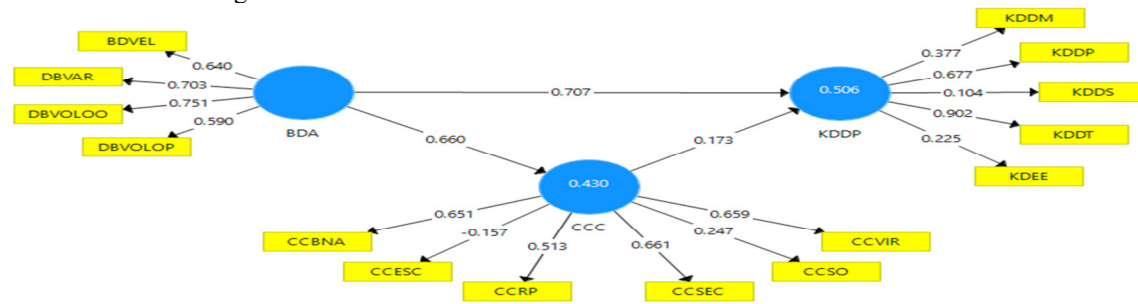 BDVEL
DBVAR
DBVOLOO
DBVOLOP
0.640
0.703
0.751
0.590
BDA
0.707
0.660
0.173
0.506
KDDP
0.377
0.677
0.104
0.902
0.225
KDDM
KDDP
KDDS
KDDT
KDEE
0.430
CCC
0.651
-0.157
0.513
0.661
0.247
0.659
CCBNA
CCESC
CCRP
CCSEC
CCSO
CCVIR